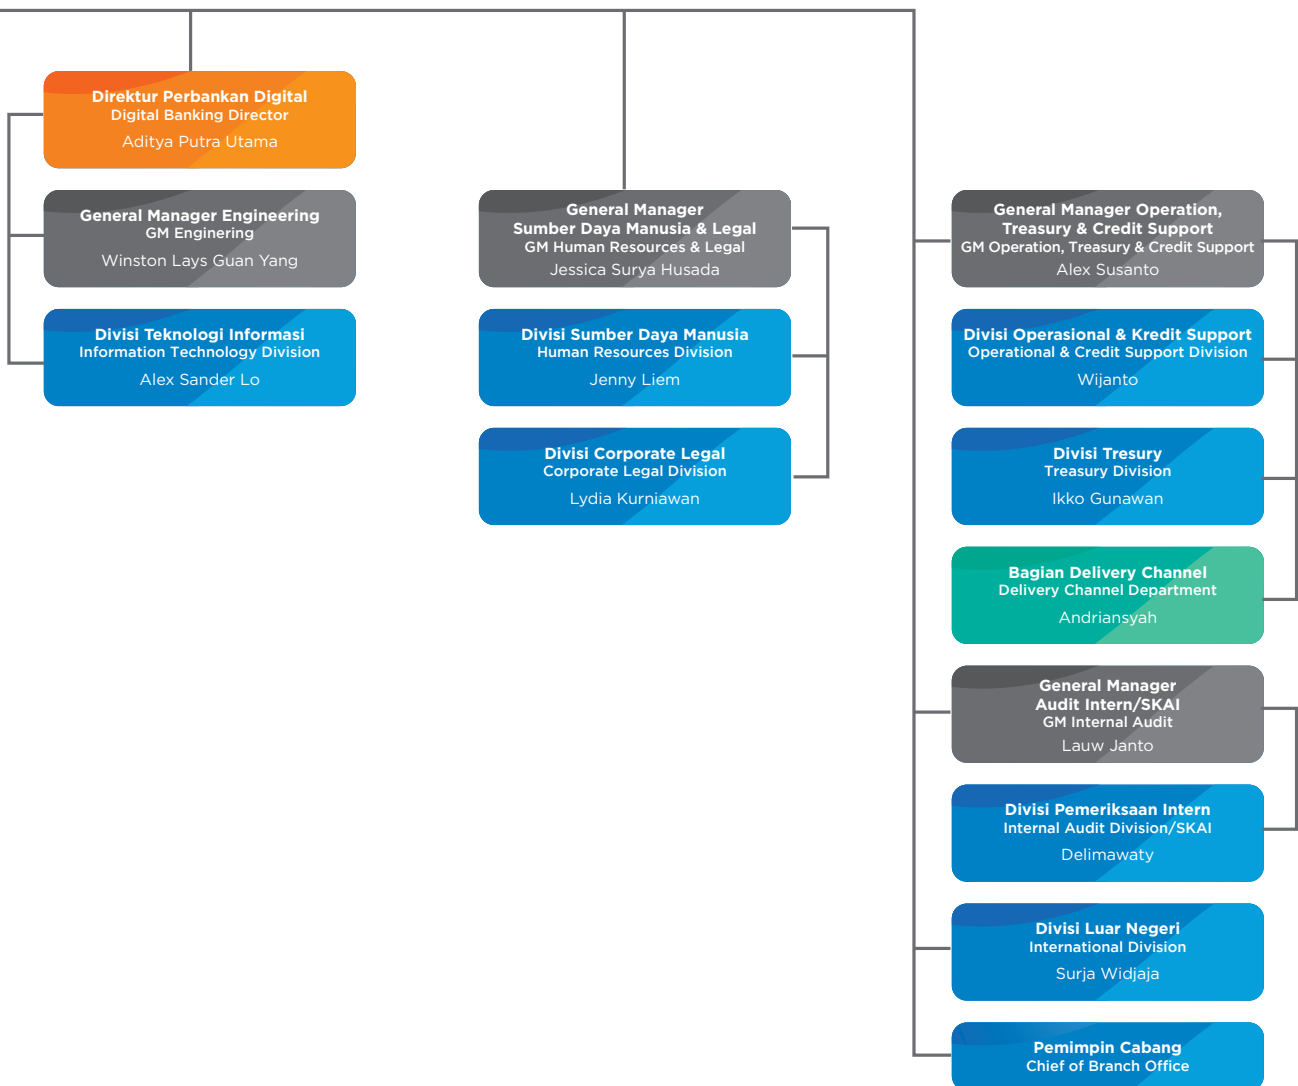 Direktur Perbankan Digital
Digital Banking Director
Aditya Putra Utama
General Manager Engineering
GM Enginering
Winston Lays Guan Yang
Divisi Teknologi Informasi
Information Technology Division
Alex Sander Lo
General Manager
Sumber Daya Manusia & Legal
GM Human Resources & Legal
Jessica Surya Husada
Divisi Sumber Daya Manusia
Human Resources Division
Jenny Liem
Divisi Corporate Legal
Corporate Legal Division
Lydia Kurniawan
General Manager Operation,
Treasury & Credit Support
GM Operation, Treasury & Credit Support
Alex Susanto
Divisi Operasional & Kredit Support
Operational & Credit Support Division
Wijanto
Divisi Tresury
Treasury Division
Ikko Gunawan
Bagian Delivery Channel
Delivery Channel Department
Andriansyah
General Manager
Audit Intern/SKAI
GM Internal Audit
Lauw Janto
Divisi Pemeriksaan Intern
Internal Audit Division/SKAI
Delimawaty
Divisi Luar Negeri
International Division
Surja Widjaja
Pemimpin Cabang
Chief of Branch Office